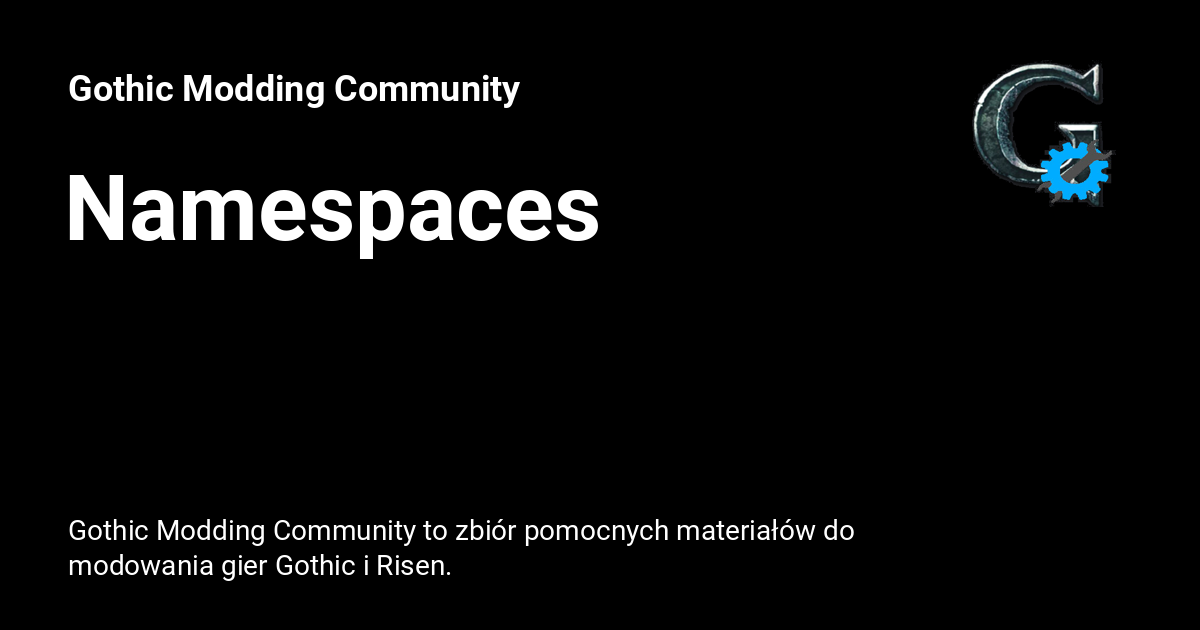 Gothic Modding Community
Namespaces
Gothic Modding Community to zbiór pomocnych materiałów do
modowania gier Gothic i Risen.